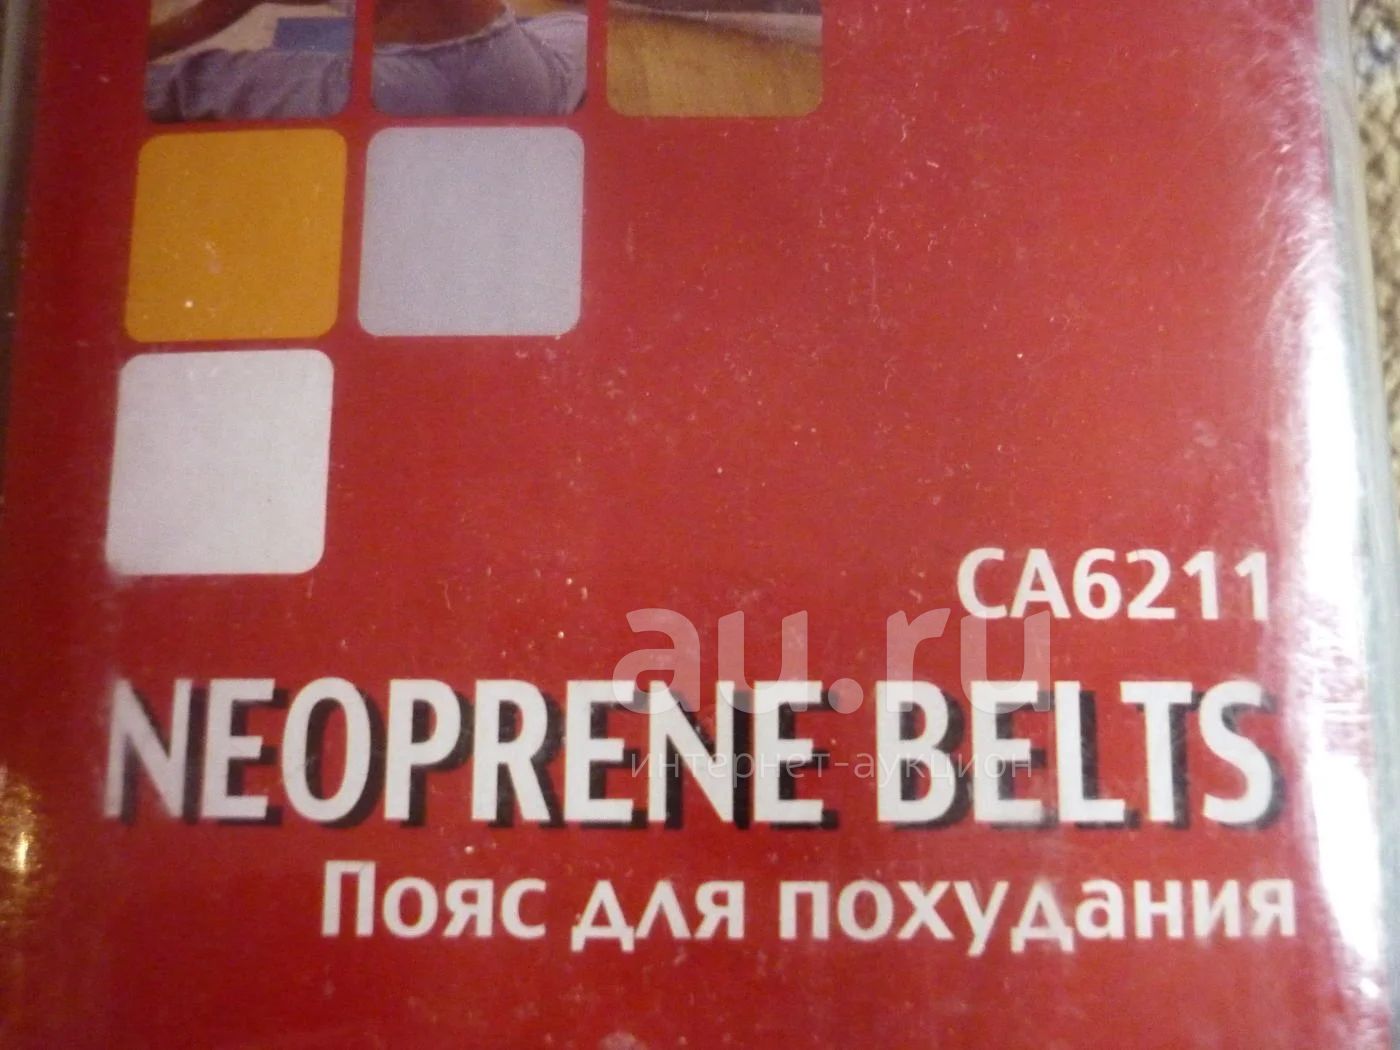 CA6211
au.ru
NEOPRENE BELTS
интернет-аукцион
Пояс для похудания